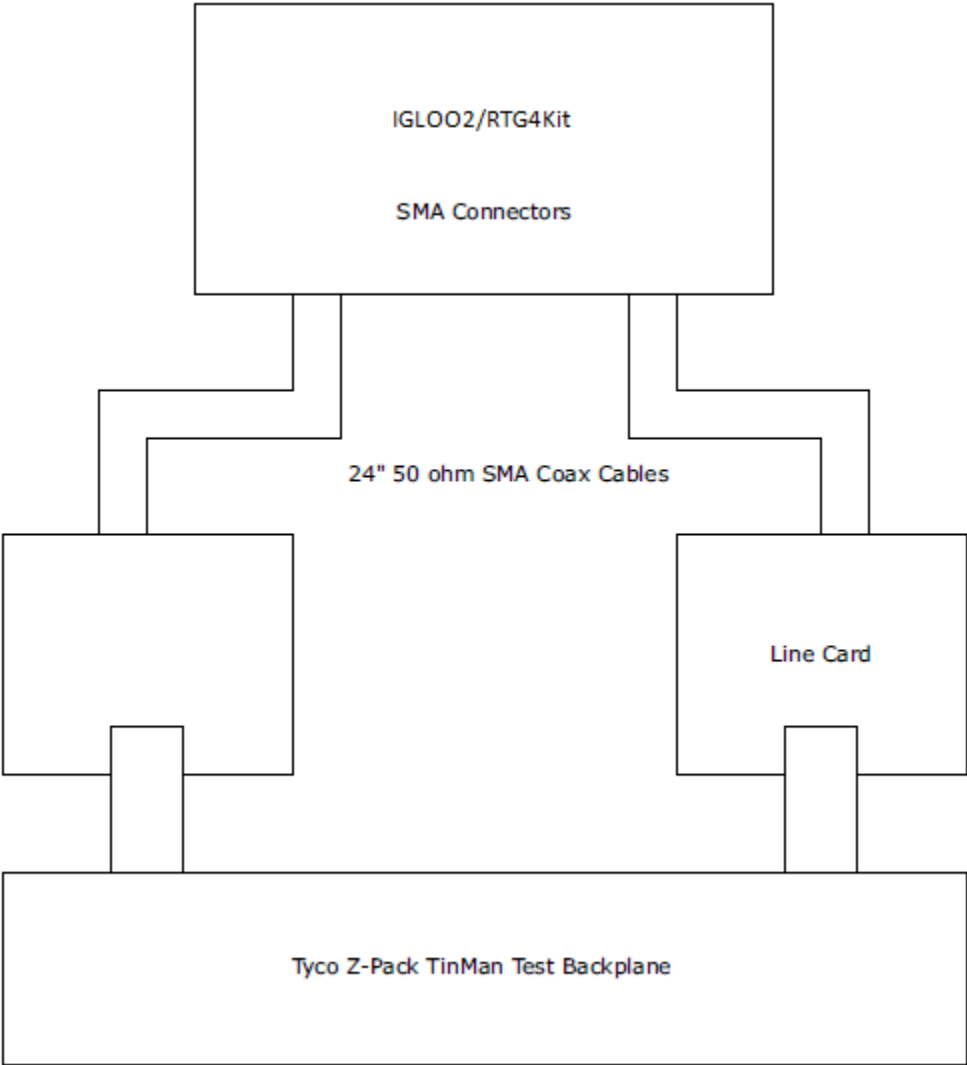 IGLOO2/RTG4Kit
SMA Connectors
24" 50 ohm SMA Coax Cables
Line Card
Tyco Z-Pack TinMan Test Backplane